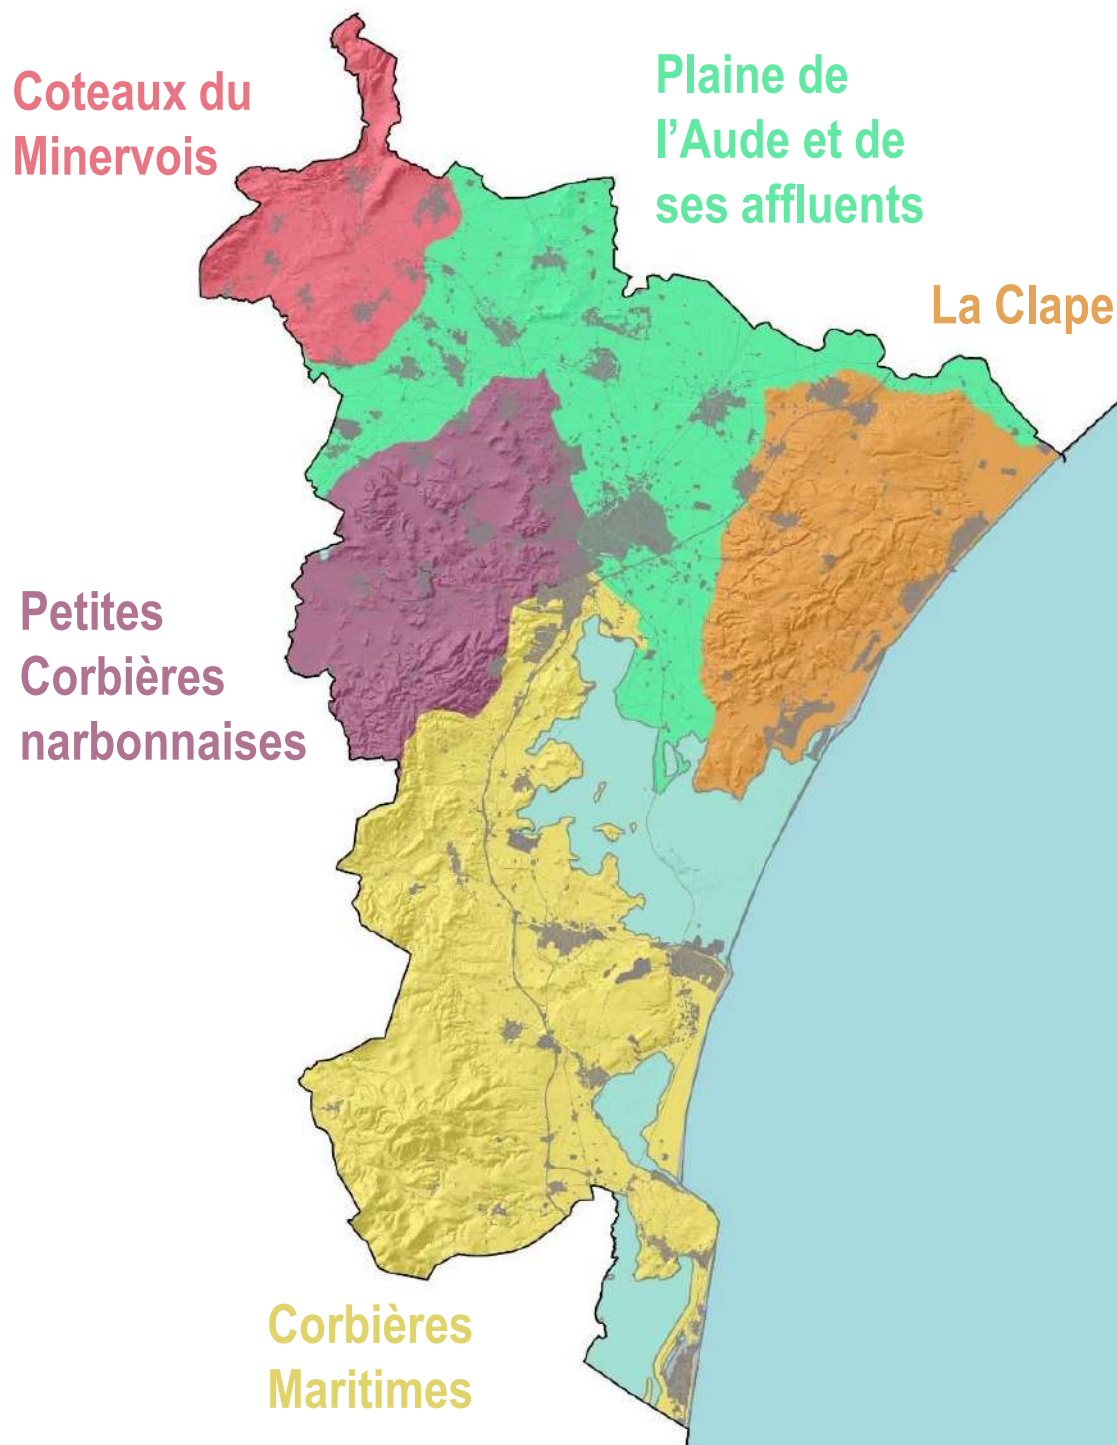 Coteaux du
Minervois
Plaine de
l’Aude et de
ses affluents
La Clape
Petites
Corbières
narbonnaises
Corbières
Maritimes